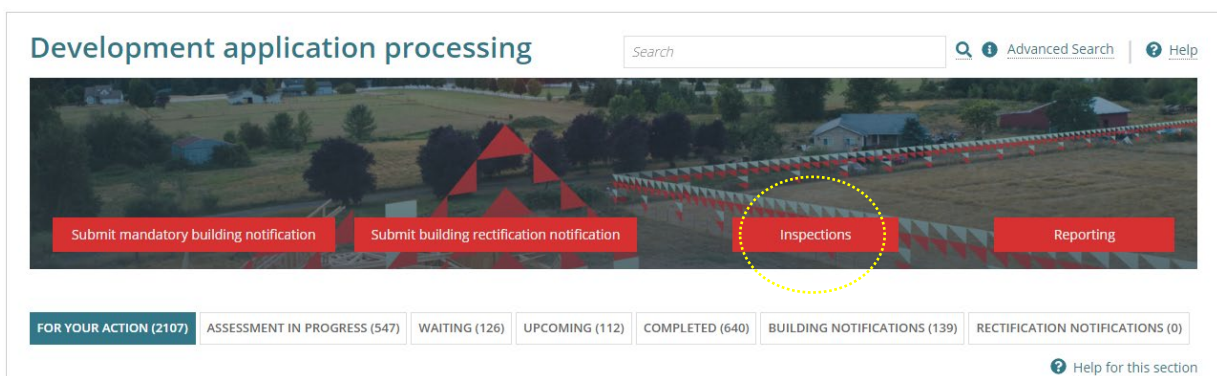 Development application processing
Search
Advanced Search
Help
Submit mandatory building notification
Submit building rectification notification
Inspections
Reporting
FOR YOUR ACTION (2107)
ASSESSMENT IN PROGRESS (547)
WAITING (126)
UPCOMING (112)
COMPLETED (640)
BUILDING NOTIFICATIONS (139)
RECTIFICATION NOTIFICATIONS (0)
Help for this section